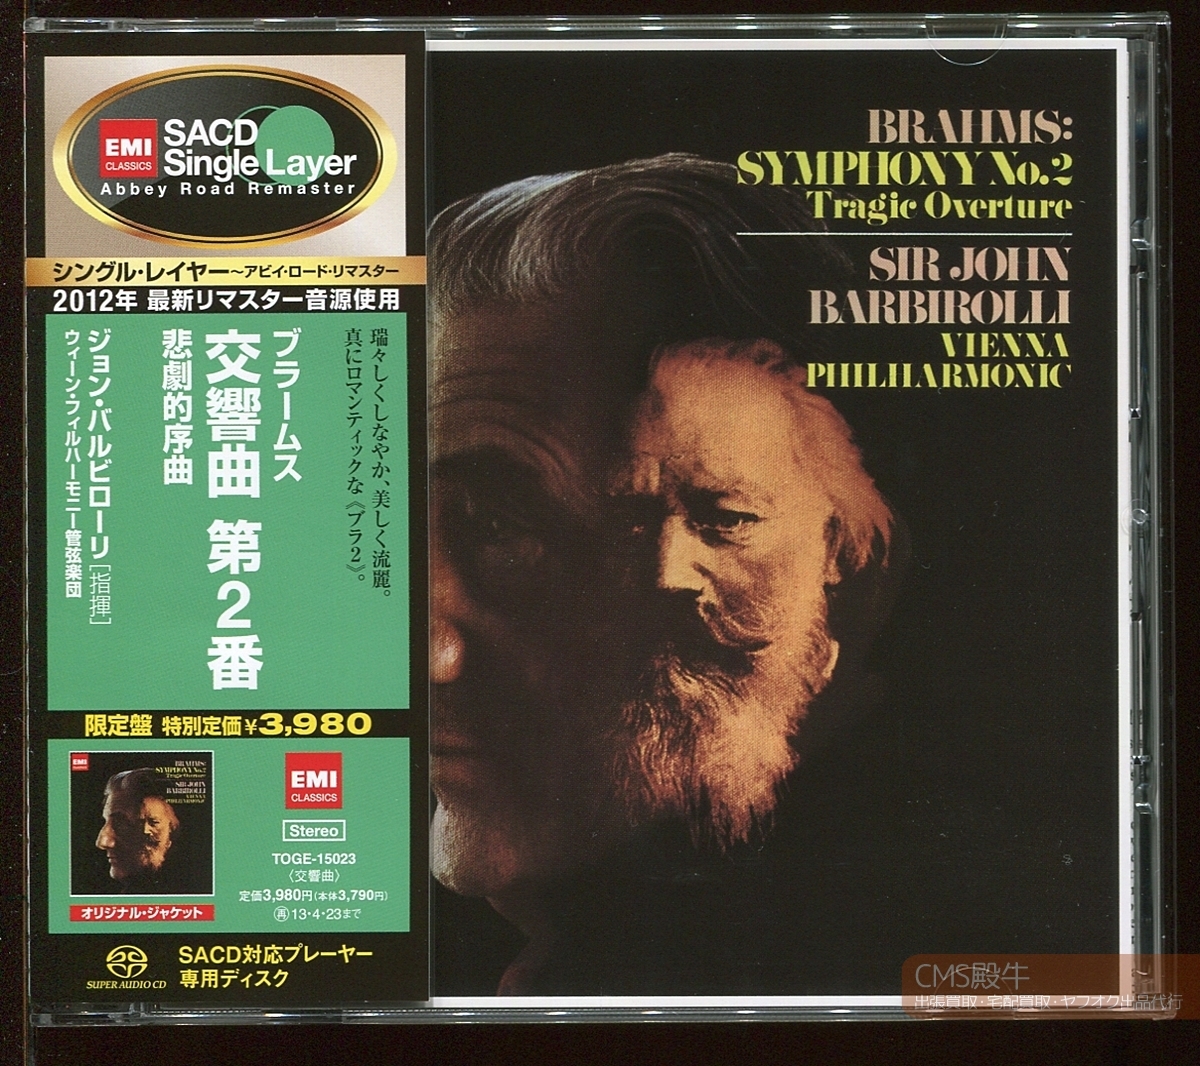 EMI
CLASSICS
SACD
Single Layer
Abbey Road Remaster
シングル・レイヤー～アビイ・ロード・リマスター
2012年 最新リマスター音源使用
瑞々しくしなやか、美しく流麗。
真にロマンティックな《ブラ2》。
ブラームス
交響曲 第2番
悲劇的序曲
ジョン・バルビローリ[指揮]
ウィーン・フィルハーモニー管弦楽団
限定盤 特別定価¥3,980
EMI
BRAHMS:
SYMPHONY No.2
Tragic Overture
SIR JOHN
BARBIROLLI
VIENNA
PHILHARMONIC
オリジナル・ジャケット
EMI
CLASSICS
Stereo
TOGE-15023
〈交響曲〉
定価3,980円(本体3,790円)
再13・4・23まで
SUPER AUDIO CD
SACD対応プレーヤー
専用ディスク
BRAHMS:
SYMPHONY No.2
Tragic Overture
SIR JOHN
BARBIROLLI
VIENNA
PHILHARMONIC
CMS殿牛
出張買取・宅配買取・ヤフオク出品代行